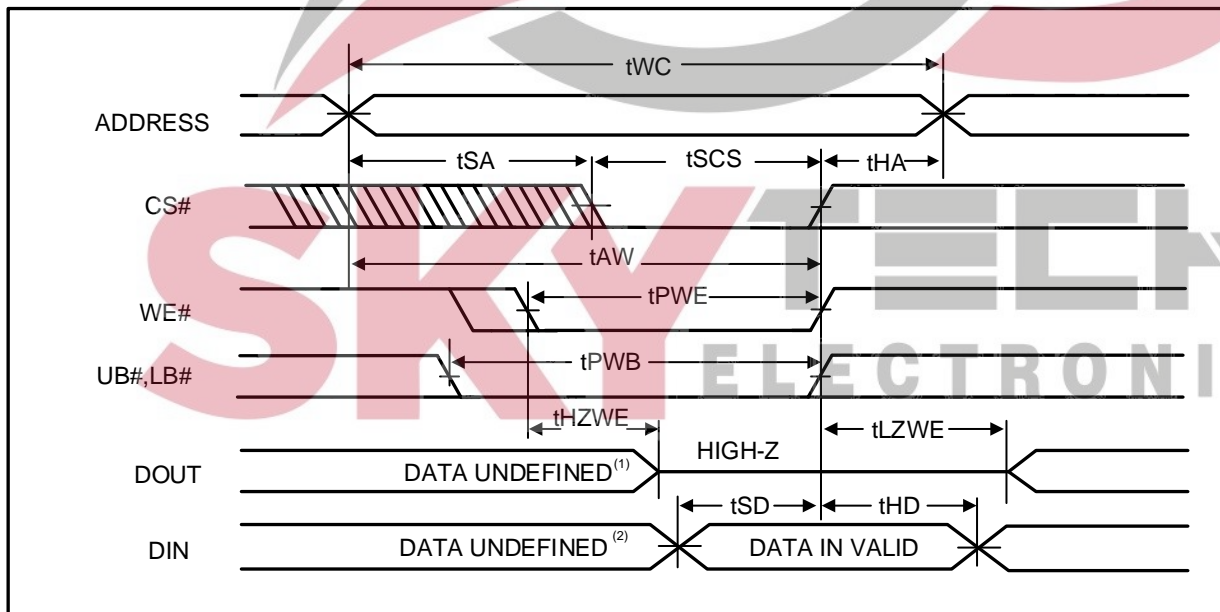 tWC
ADDRESS
tSA
tSCS
tHA
CS#
tAW
WE#
tPWE
UB#,LB#
tPWB
tHZWE
tLZWE
DOUT
DATA UNDEFINED(1)
HIGH-Z
tSD
tHD
DIN
DATA UNDEFINED(2)
DATA IN VALID
SKY
ELECTRONI